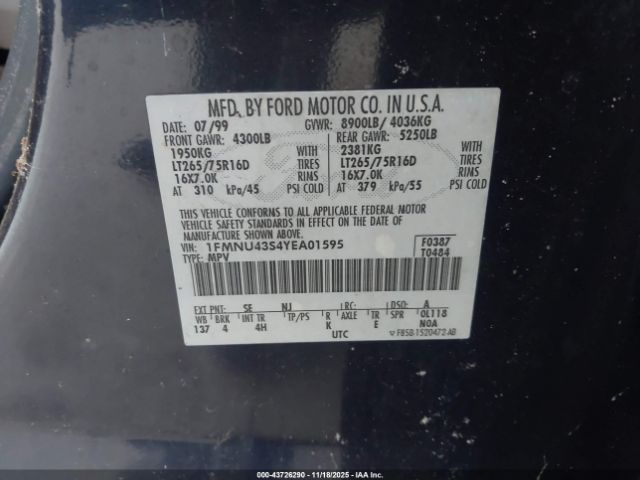 MFD. BY FORD MOTOR CO. IN U.S.A.
DATE: 07/99 GVWR: 8900LB/ 4036KG
FRONT GAWR: 4300LB REAR GAWR: 5250LB
1950KG WITH 2381KG WITH
LT265/75R16D TIRES LT265/75R16D TIRES
16X7.0K RIMS 16X7.0K RIMS
AT 310 kPa/45 PSI COLD AT 379 kPa/55 PSI COLD
THIS VEHICLE CONFORMS TO ALL APPLICABLE FEDERAL MOTOR
VEHICLE SAFETY STANDARDS IN EFFECT ON THE DATE OF
MANUFACTURE SHOWN ABOVE.
VIN: 1FMNU43S4YEA01595 F0387
TYPE: MPV T0484
EXT PNT: SE NJ RC: DSO: A
WB BRK INT TR TP/PS R AXLE TR SPR 0L118
137 4 4H K E N0A
UTC F85B-1520472-AB
000-43726290 - 11/18/2025 - IAAI.com